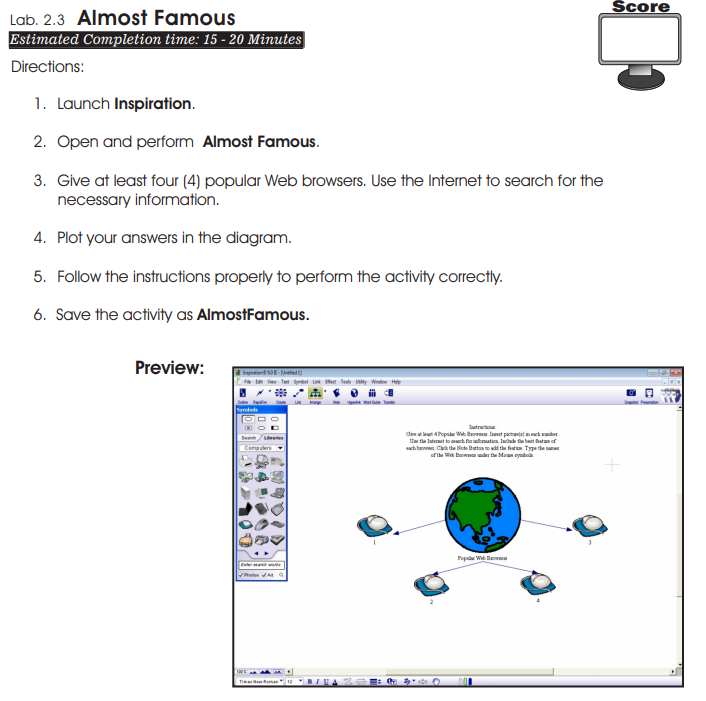 Score
Lab. 2.3 Almost Famous
Estimated Completion time: 15 - 20 Minutes
Directions:
1. Launch Inspiration.
2. Open and perform Almost Famous.
3. Give at least four (4) popular Web browsers. Use the Internet to search for the
necessary information.
4. Plot your answers in the diagram.
5. Follow the instructions properly to perform the activity correctly.
6. Save the activity as AlmostFamous.
Preview:
File Edit View Text Symbol Link Effect Tools Utility Window Help
Symbols
Search Libraries
Computers
Enter search words
Photos Art
Instructions:
Give at least 4 Popular Web Browsers. Insert picture(s) in each number.
Use the Internet to search for information. Include the best feature of
each browser. Click the Note Button to add the feature. Type the names
of the Web Browsers under the Mouse symbols.
1
3
Popular Web Browsers
2
4
Times New Roman 12 B I U A